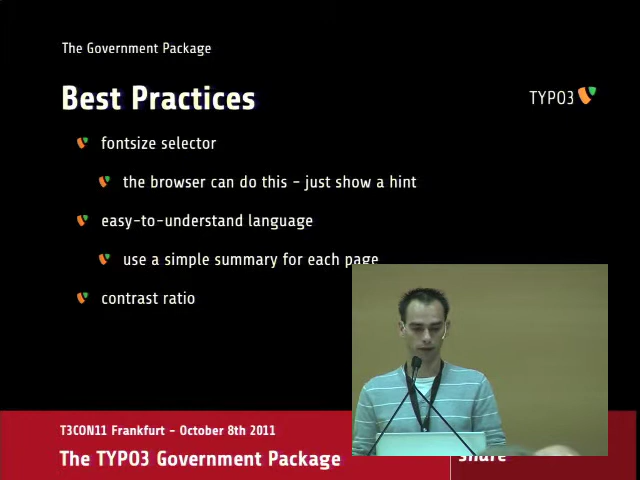 The Government Package
Best Practices
TYPO3
fontsize selector
the browser can do this - just show a hint
easy-to-understand language
use a simple summary for each page
contrast ratio
T3CON11 Frankfurt - October 8th 2011
The TYPO3 Government Package
Share